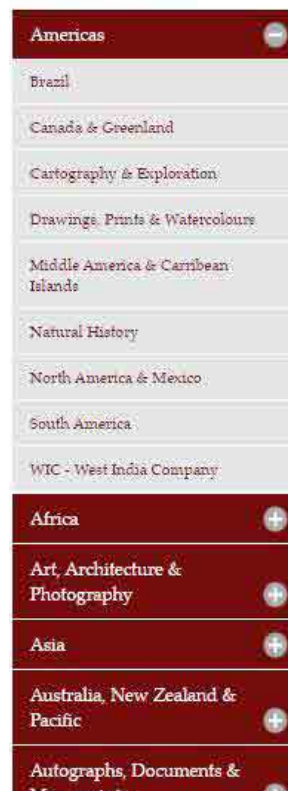 Americas
Brazil
Canada & Greenland
Cartography & Exploration
Drawings, Prints & Watercolours
Middle America & Carribean
Islands
Natural History
North America & Mexico
South America
WIC - West India Company
Africa
Art, Architecture &
Photography
Asia
Australia, New Zealand &
Pacific
Autographs, Documents &